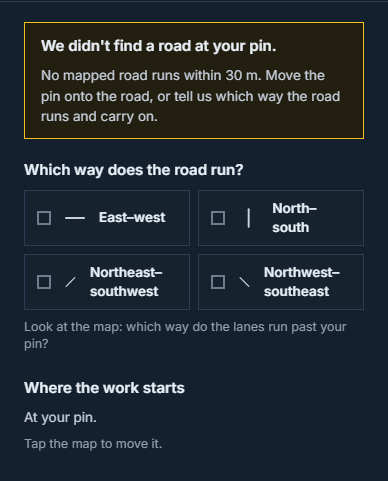 We didn't find a road at your pin.
No mapped road runs within 30 m. Move the
pin onto the road, or tell us which way the road
runs and carry on.
Which way does the road run?
East–west
North–
south
Northeast–
southwest
Northwest–
southeast
Look at the map: which way do the lanes run past your
pin?
Where the work starts
At your pin.
Tap the map to move it.